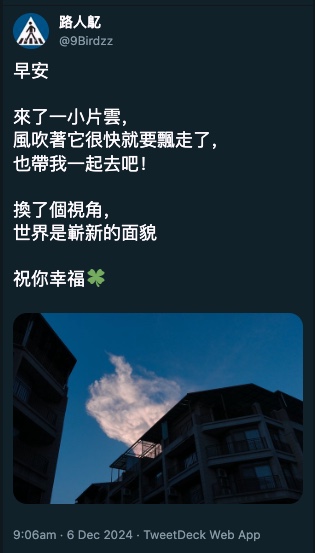 路人髟
@9Birdzz
早安
來了一小片雲，
風吹著它很快就要飄走了，
也帶我一起去吧！
換了個視角，
世界是嶄新的面貌
祝你幸福🍀
9:06am · 6 Dec 2024 · TweetDeck Web App